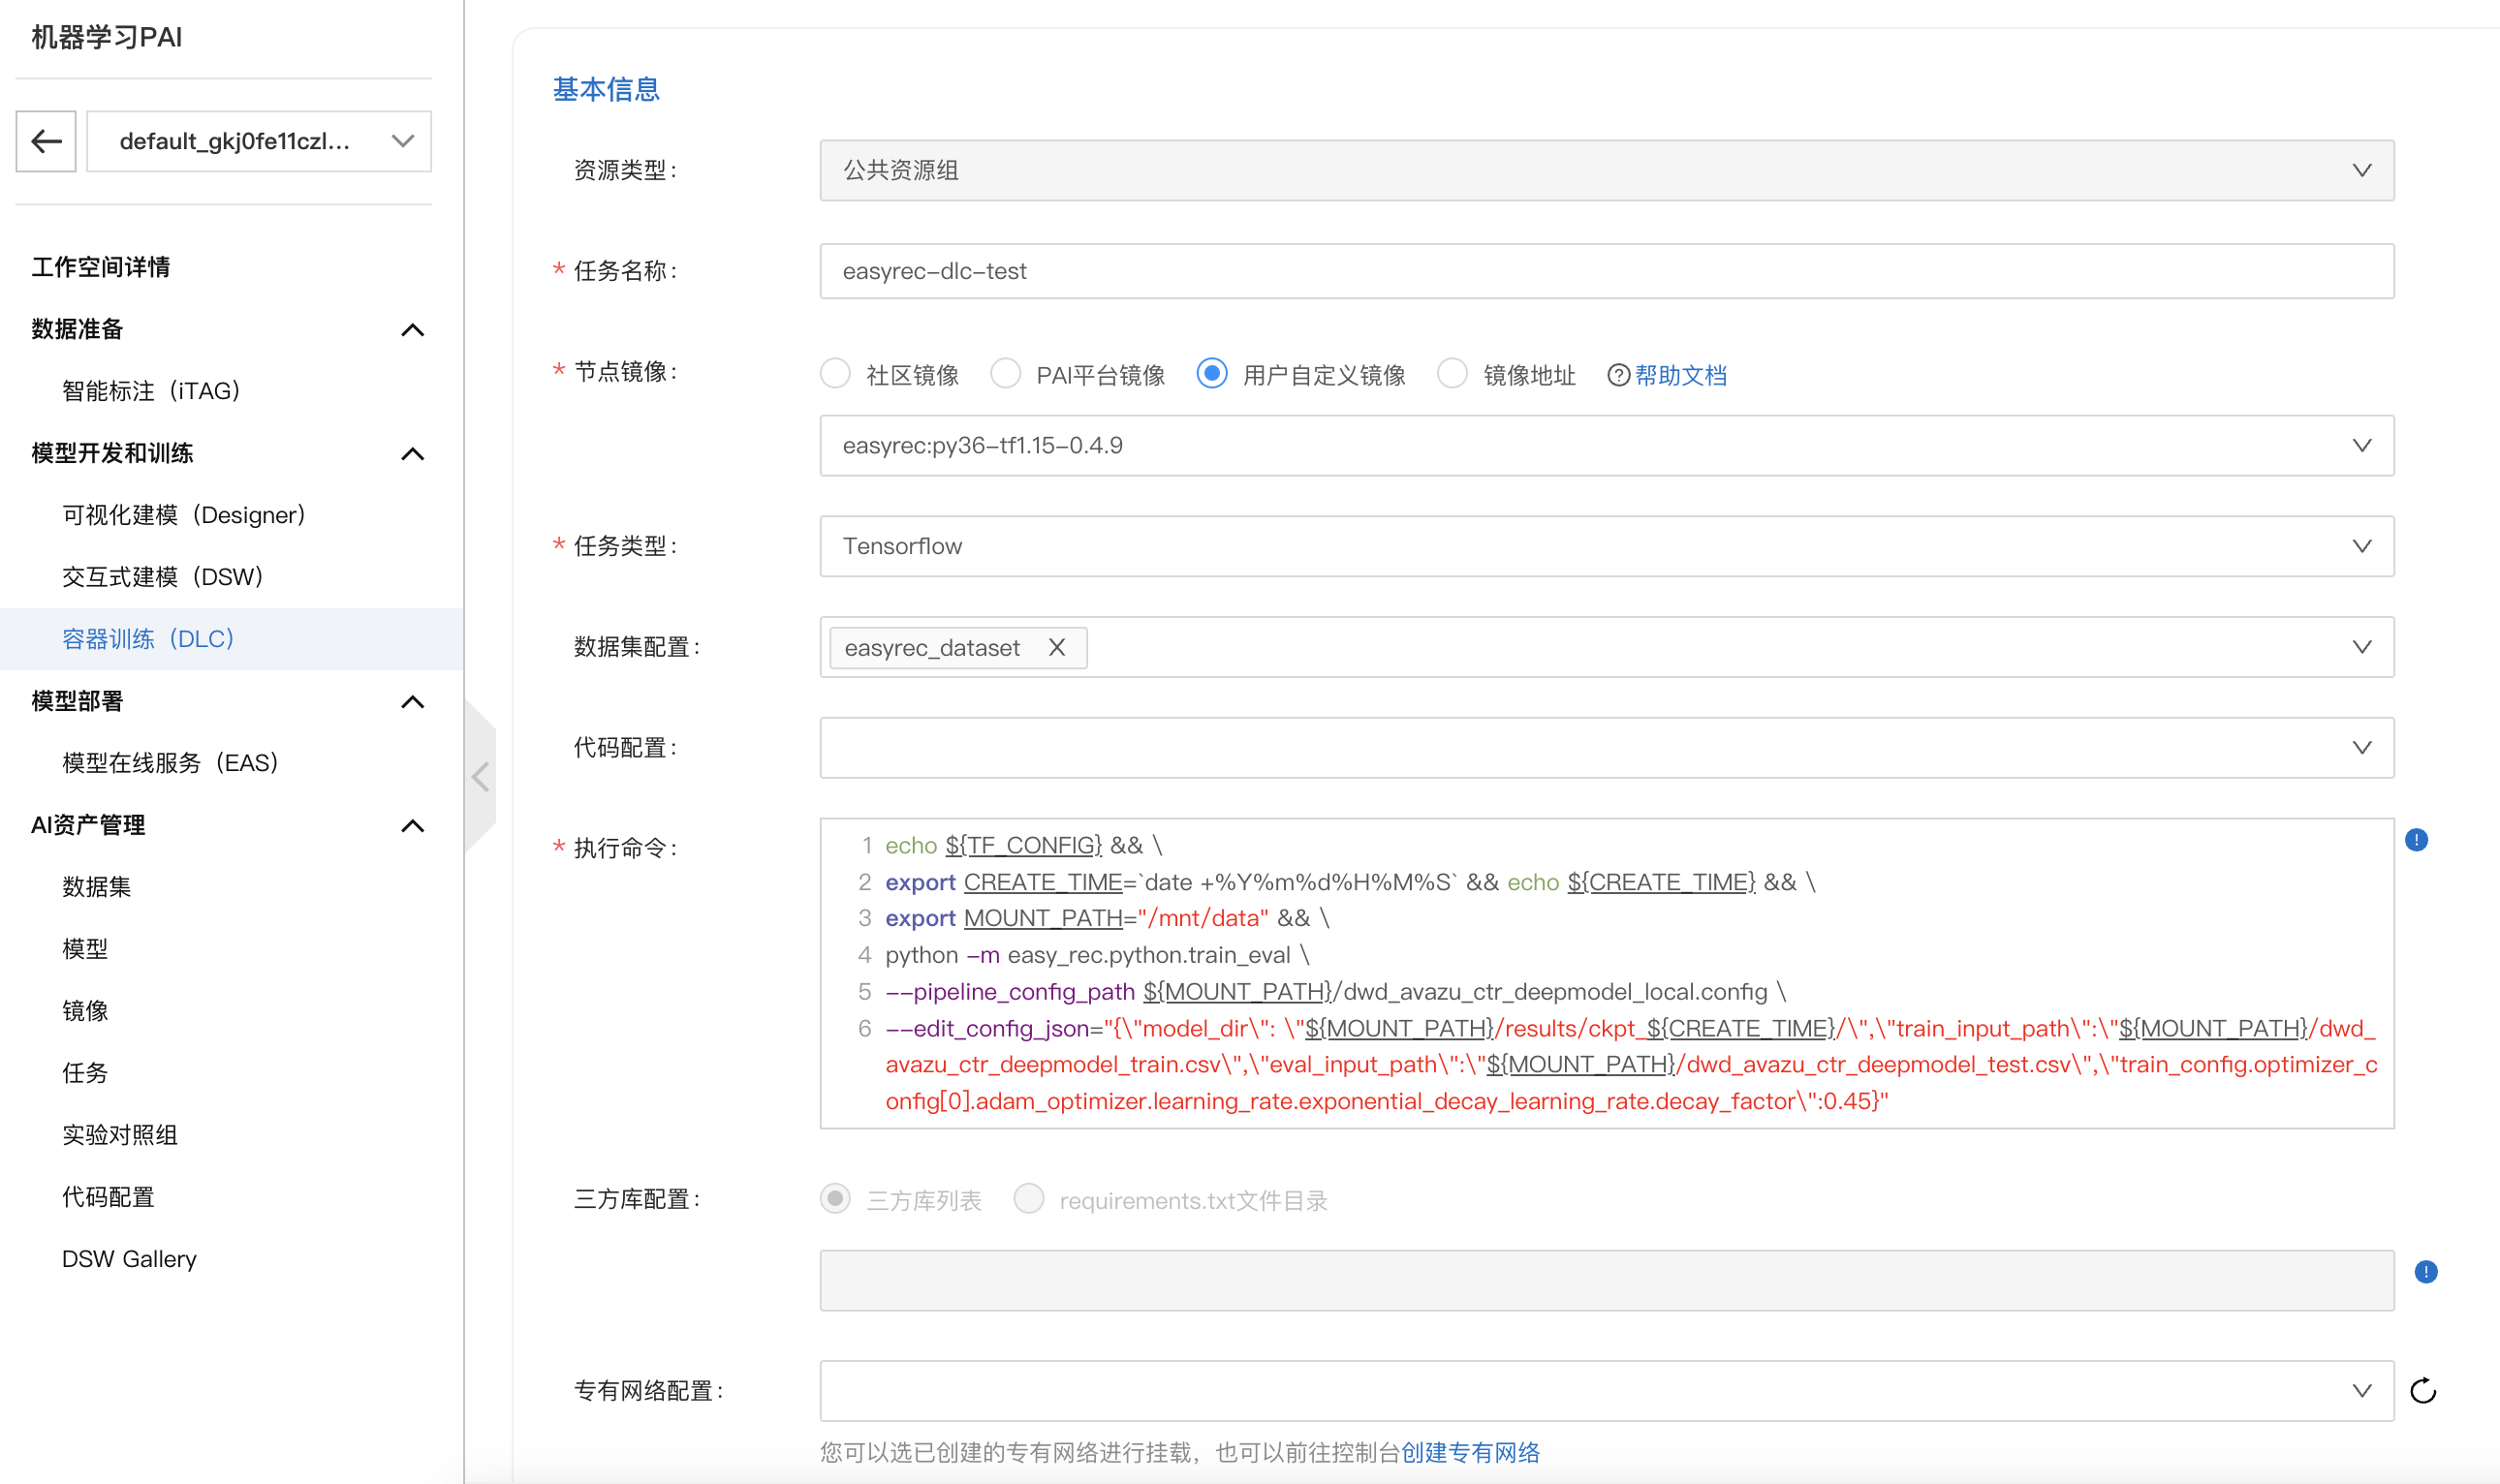 机器学习PAI
default_gkj0fe11czl...
工作空间详情
数据准备
智能标注（iTAG）
模型开发和训练
可视化建模（Designer）
交互式建模（DSW）
容器训练（DLC）
模型部署
模型在线服务（EAS）
AI资产管理
数据集
模型
镜像
任务
实验对照组
代码配置
DSW Gallery
基本信息
资源类型： 公共资源组
* 任务名称： easyrec-dlc-test
* 节点镜像： 社区镜像 PAI平台镜像 用户自定义镜像 镜像地址 帮助文档
easyrec:py36-tf1.15-0.4.9
* 任务类型： Tensorflow
数据集配置： easyrec_dataset X
代码配置：
* 执行命令：
1 echo ${TF_CONFIG} && \
2 export CREATE_TIME=`date +%Y%m%d%H%M%S` && echo ${CREATE_TIME} && \
3 export MOUNT_PATH="/mnt/data" && \
4 python -m easy_rec.python.train_eval \
5 --pipeline_config_path ${MOUNT_PATH}/dwd_avazu_ctr_deepmodel_local.config \
6 --edit_config_json="{\"model_dir\": \"${MOUNT_PATH}/results/ckpt_${CREATE_TIME}/\",\"train_input_path\":\"${MOUNT_PATH}/dwd_
avazu_ctr_deepmodel_train.csv\",\"eval_input_path\":\"${MOUNT_PATH}/dwd_avazu_ctr_deepmodel_test.csv\",\"train_config.optimizer_c
onfig[0].adam_optimizer.learning_rate.exponential_decay_learning_rate.decay_factor\":0.45}"
三方库配置： 三方库列表 requirements.txt文件目录
专有网络配置：
您可以选已创建的专有网络进行挂载，也可以前往控制台创建专有网络